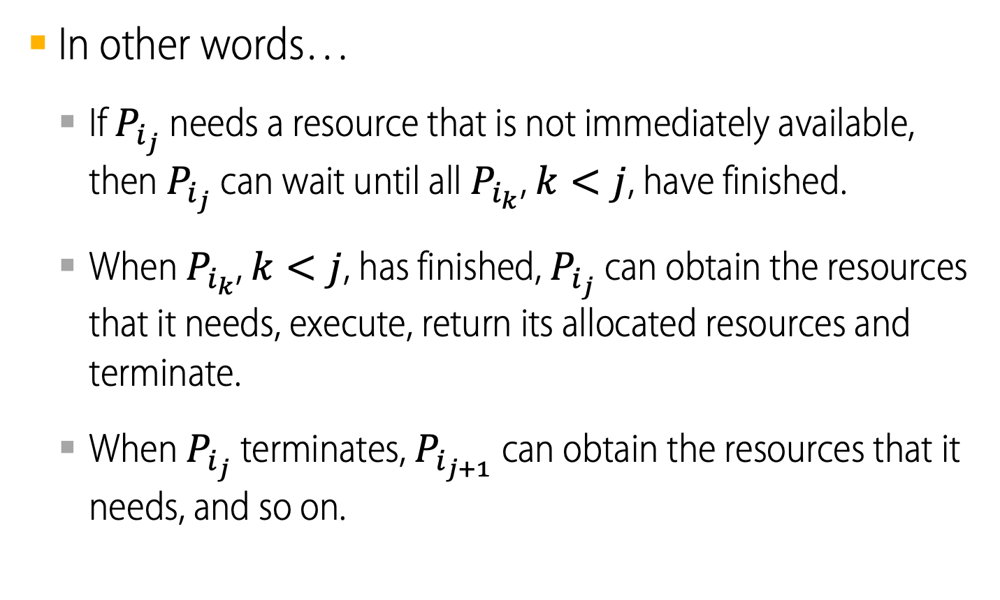 ▪ In other words…
▪ If $P_{i_j}$ needs a resource that is not immediately available,
then $P_{i_j}$ can wait until all $P_{i_k}$, $k < j$, have finished.
▪ When $P_{i_k}$, $k < j$, has finished, $P_{i_j}$ can obtain the resources
that it needs, execute, return its allocated resources and
terminate.
▪ When $P_{i_j}$ terminates, $P_{i_{j+1}}$ can obtain the resources that it
needs, and so on.